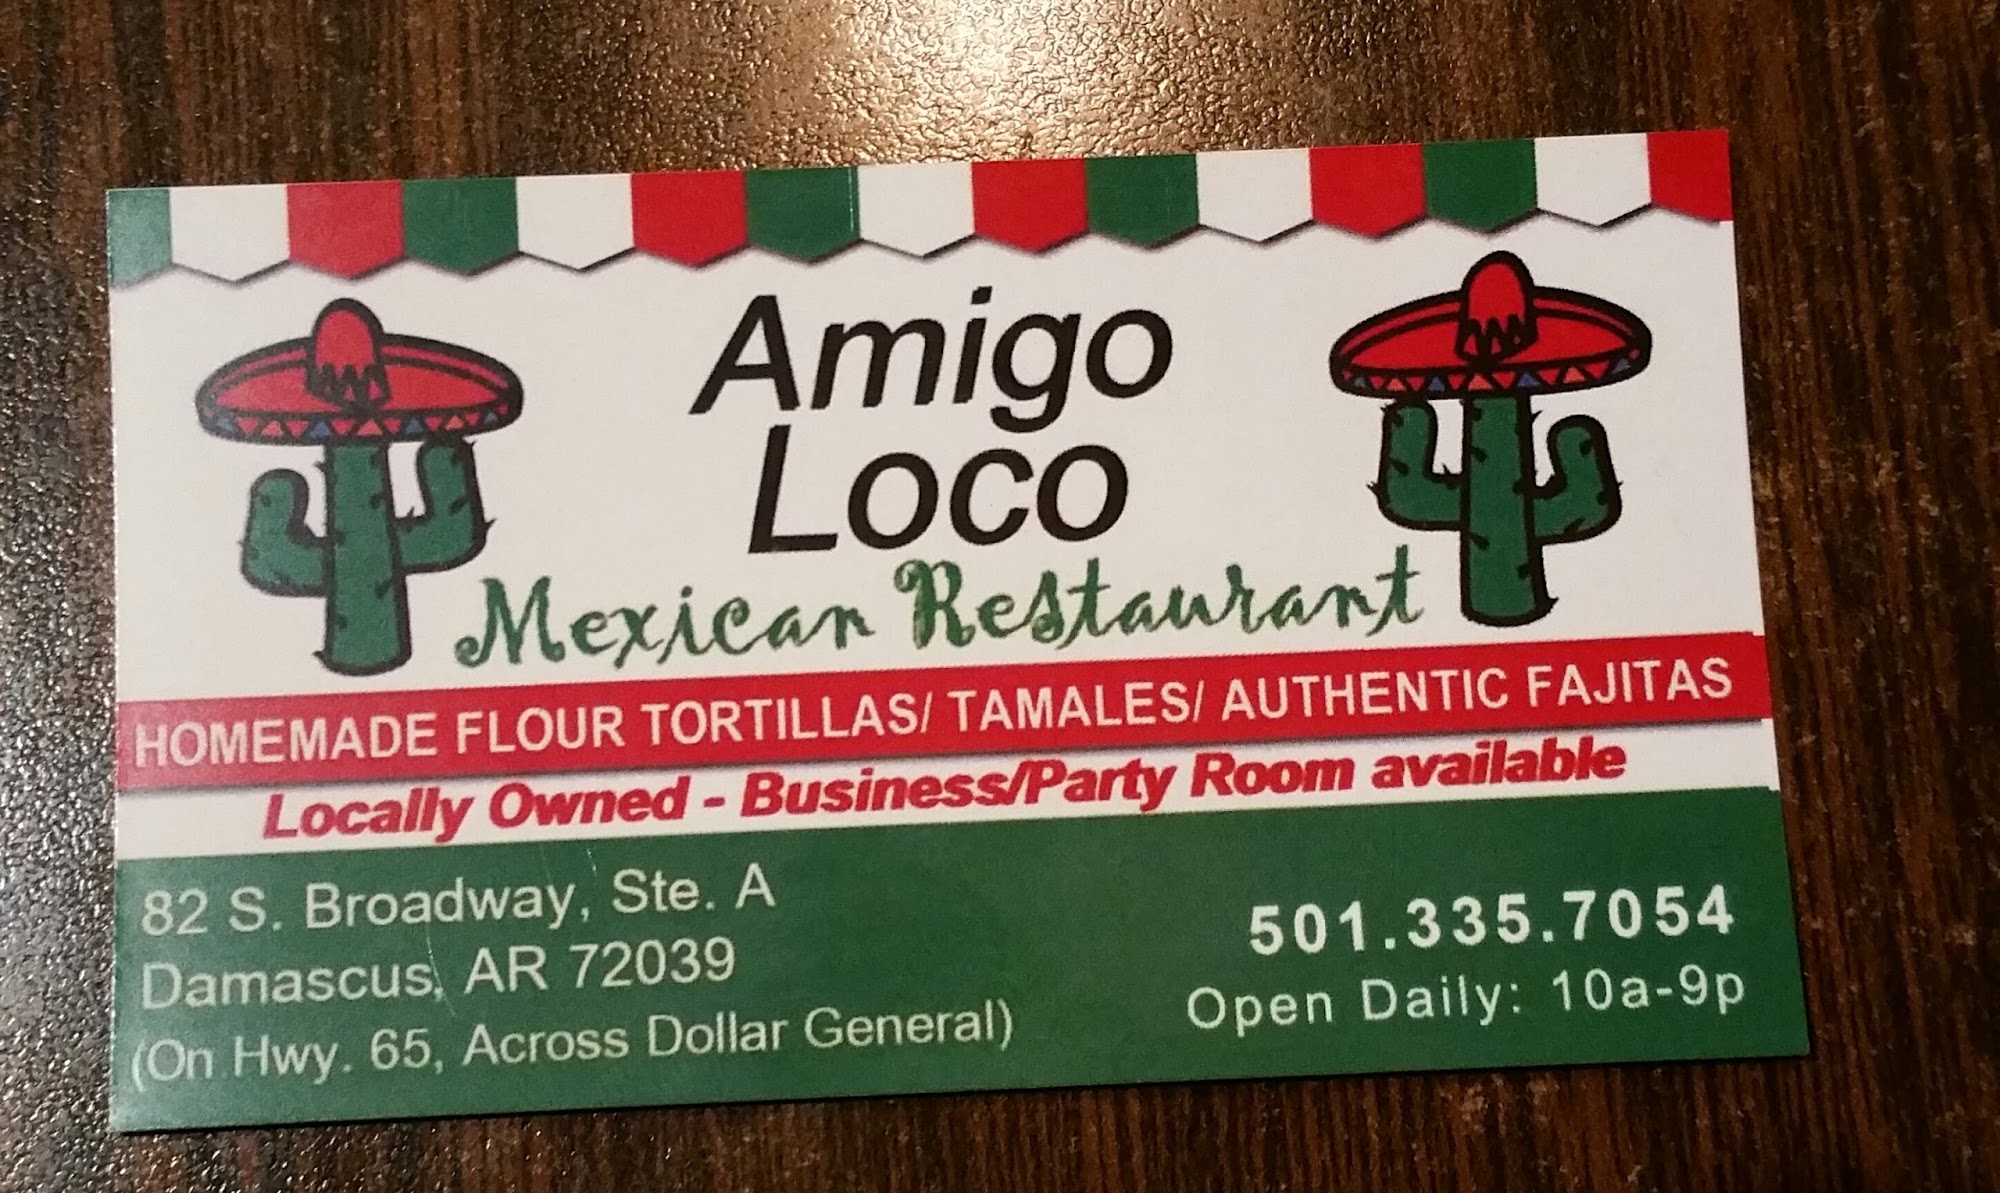 Amigo
Loco
Mexican Restaurant
HOMEMADE FLOUR TORTILLAS/ TAMALES/ AUTHENTIC FAJITAS
Locally Owned - Business/Party Room available
82 S. Broadway, Ste. A
Damascus, AR 72039
(On Hwy. 65, Across Dollar General)
501.335.7054
Open Daily: 10a-9p